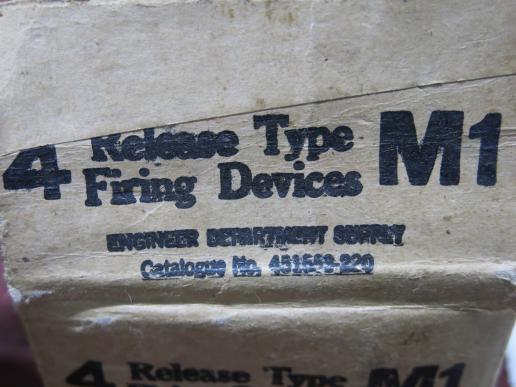 4 Release Type M1
Firing Devices
ENGINEER DEPARTMENT SUPPLY
Catalogue No. 451558-220
4 Release Type M1